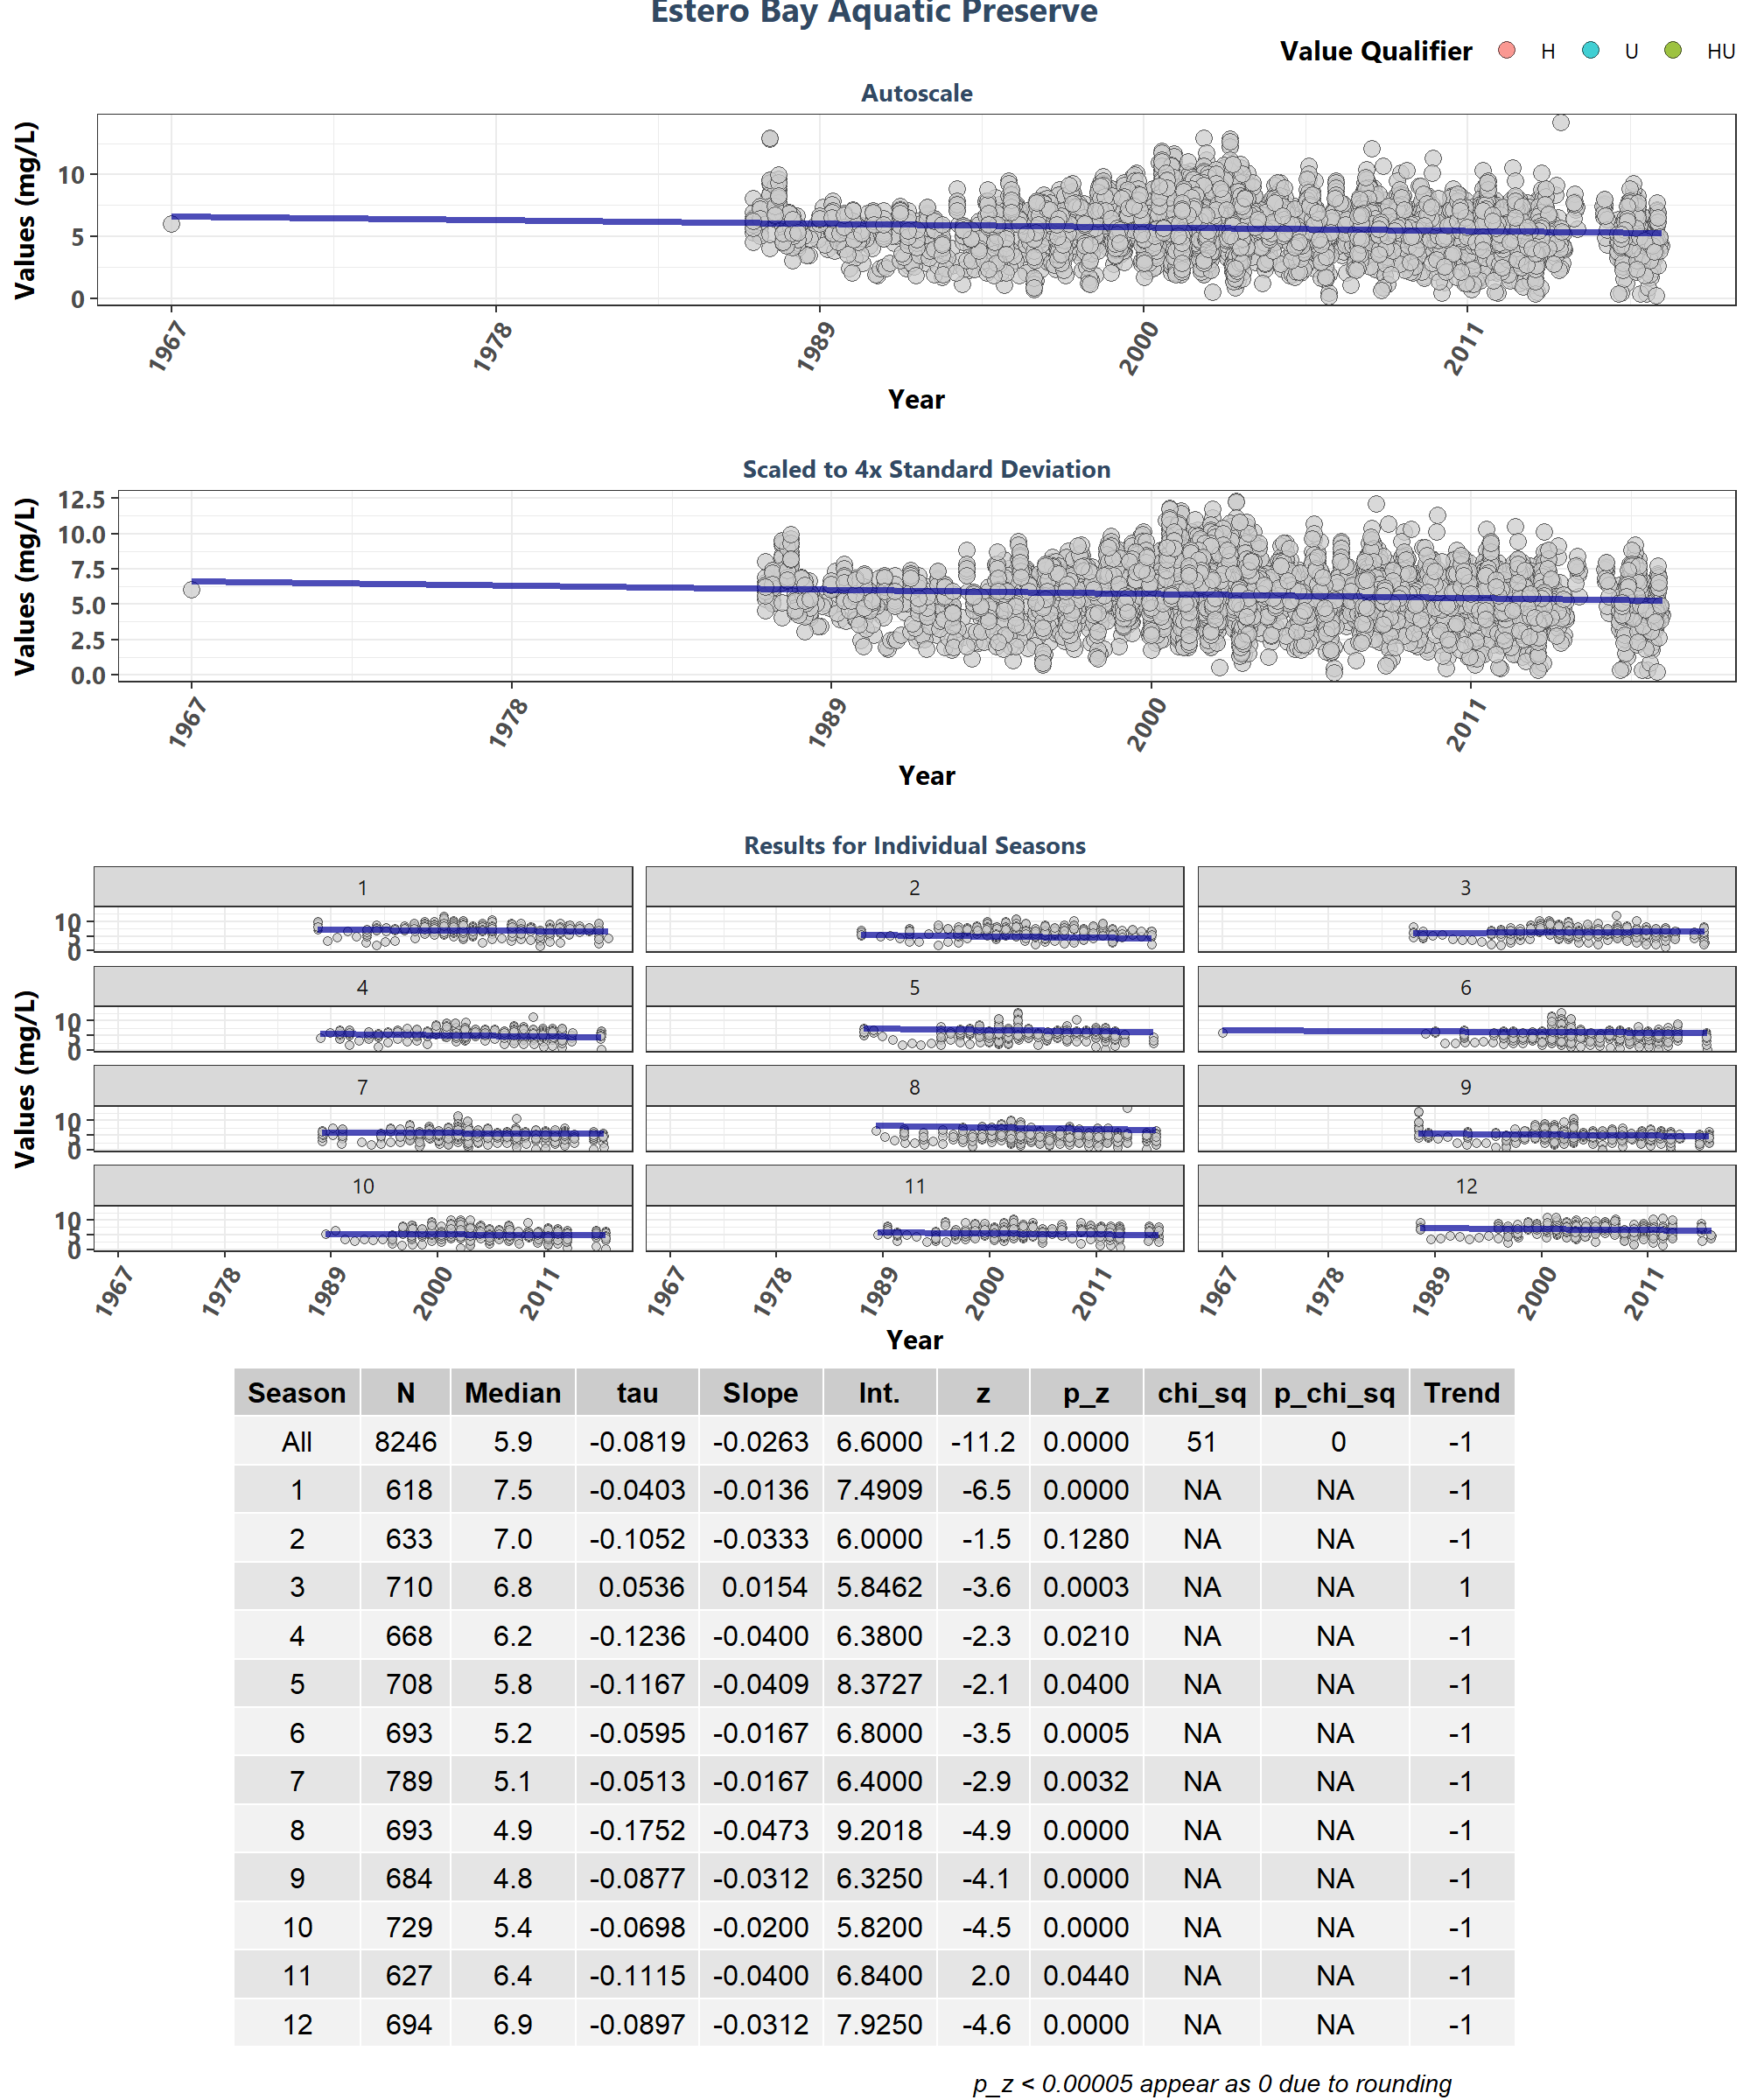 Estero Bay Aquatic Preserve
Value Qualifier H U HU
Autoscale
Values (mg/L)
10
5
0
1967 1978 1989 2000 2011
Year
Scaled to 4x Standard Deviation
Values (mg/L)
12.5
10.0
7.5
5.0
2.5
0.0
1967 1978 1989 2000 2011
Year
Results for Individual Seasons
Values (mg/L)
1 2 3
10
5
0
4 5 6
10
5
0
7 8 9
10
5
0
10 11 12
10
5
0
1967 1978 1989 2000 2011 1967 1978 1989 2000 2011 1967 1978 1989 2000 2011
Year
Season N Median tau Slope Int. z p_z chi_sq p_chi_sq Trend
All 8246 5.9 -0.0819 -0.0263 6.6000 -11.2 0.0000 51 0 -1
1 618 7.5 -0.0403 -0.0136 7.4909 -6.5 0.0000 NA NA -1
2 633 7.0 -0.1052 -0.0333 6.0000 -1.5 0.1280 NA NA -1
3 710 6.8 0.0536 0.0154 5.8462 -3.6 0.0003 NA NA 1
4 668 6.2 -0.1236 -0.0400 6.3800 -2.3 0.0210 NA NA -1
5 708 5.8 -0.1167 -0.0409 8.3727 -2.1 0.0400 NA NA -1
6 693 5.2 -0.0595 -0.0167 6.8000 -3.5 0.0005 NA NA -1
7 789 5.1 -0.0513 -0.0167 6.4000 -2.9 0.0032 NA NA -1
8 693 4.9 -0.1752 -0.0473 9.2018 -4.9 0.0000 NA NA -1
9 684 4.8 -0.0877 -0.0312 6.3250 -4.1 0.0000 NA NA -1
10 729 5.4 -0.0698 -0.0200 5.8200 -4.5 0.0000 NA NA -1
11 627 6.4 -0.1115 -0.0400 6.8400 2.0 0.0440 NA NA -1
12 694 6.9 -0.0897 -0.0312 7.9250 -4.6 0.0000 NA NA -1
p_z < 0.00005 appear as 0 due to rounding